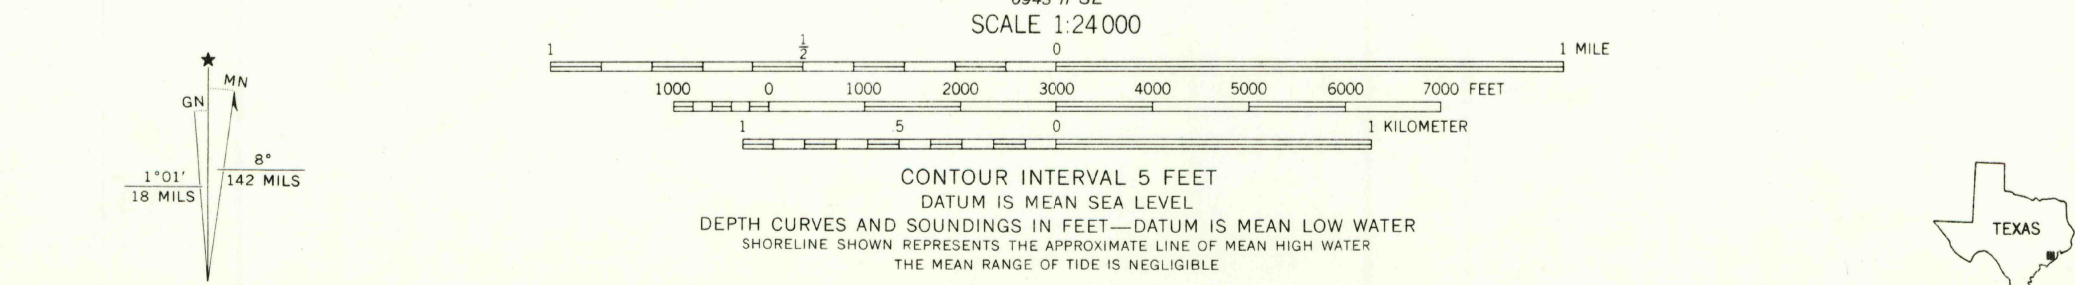 SCALE 1:24 000
1 1/2 0 1 MILE
1000 0 1000 2000 3000 4000 5000 6000 7000 FEET
1 .5 0 1 KILOMETER
CONTOUR INTERVAL 5 FEET
DATUM IS MEAN SEA LEVEL
DEPTH CURVES AND SOUNDINGS IN FEET—DATUM IS MEAN LOW WATER
SHORELINE SHOWN REPRESENTS THE APPROXIMATE LINE OF MEAN HIGH WATER
THE MEAN RANGE OF TIDE IS NEGLIGIBLE
★
MN
GN
8°
142 MILS
1°01'
18 MILS
TEXAS